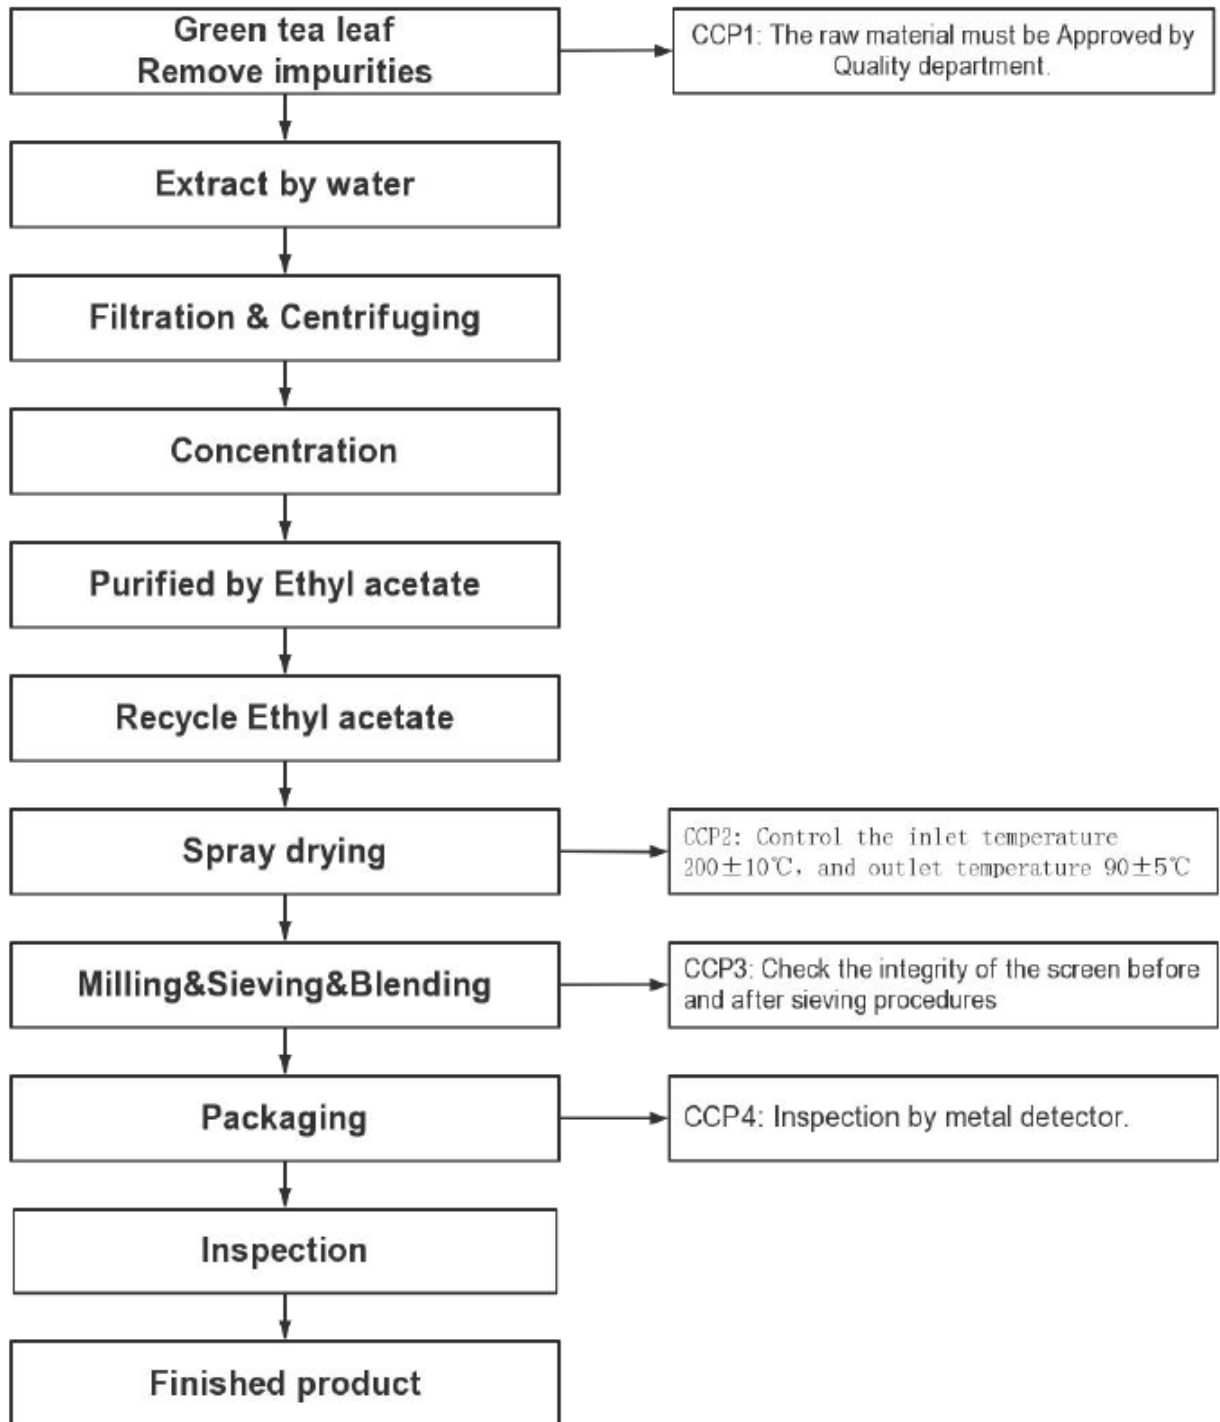 Green tea leaf
Remove impurities
CCP1: The raw material must be Approved by
Quality department.
Extract by water
Filtration & Centrifuging
Concentration
Purified by Ethyl acetate
Recycle Ethyl acetate
Spray drying
CCP2: Control the inlet temperature
200±10℃, and outlet temperature 90±5℃
Milling&Sieving&Blending
CCP3: Check the integrity of the screen before
and after sieving procedures
Packaging
CCP4: Inspection by metal detector.
Inspection
Finished product